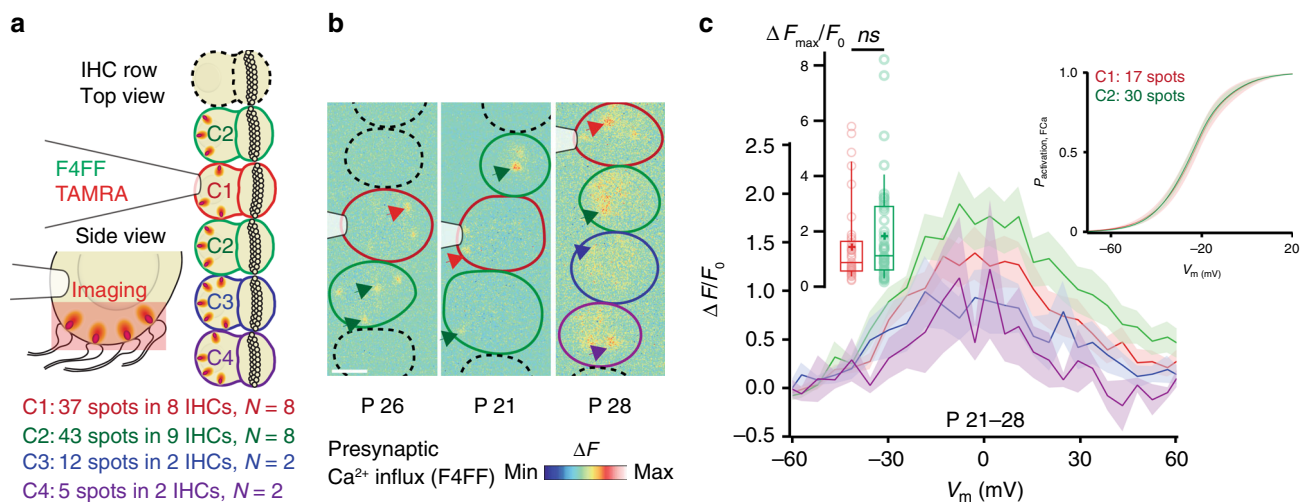 a
IHC row
Top view
C2
F4FF
TAMRA
C1
C2
Side view
Imaging
C3
C4
C1: 37 spots in 8 IHCs, N = 8
C2: 43 spots in 9 IHCs, N = 8
C3: 12 spots in 2 IHCs, N = 2
C4: 5 spots in 2 IHCs, N = 2
b
P 26
P 21
P 28
Presynaptic
Ca²⁺ influx (F4FF)
ΔF
Min
Max
c
ΔFmax/F0
ns
8
6
4
2
0
C1: 17 spots
C2: 30 spots
1.0
0.5
0
Pactivation, FCa
−60
−20
20
Vm (mV)
2.5
2.0
1.5
1.0
0.5
0.0
−0.5
ΔF/F0
P 21–28
−60
−30
0
30
60
Vm (mV)